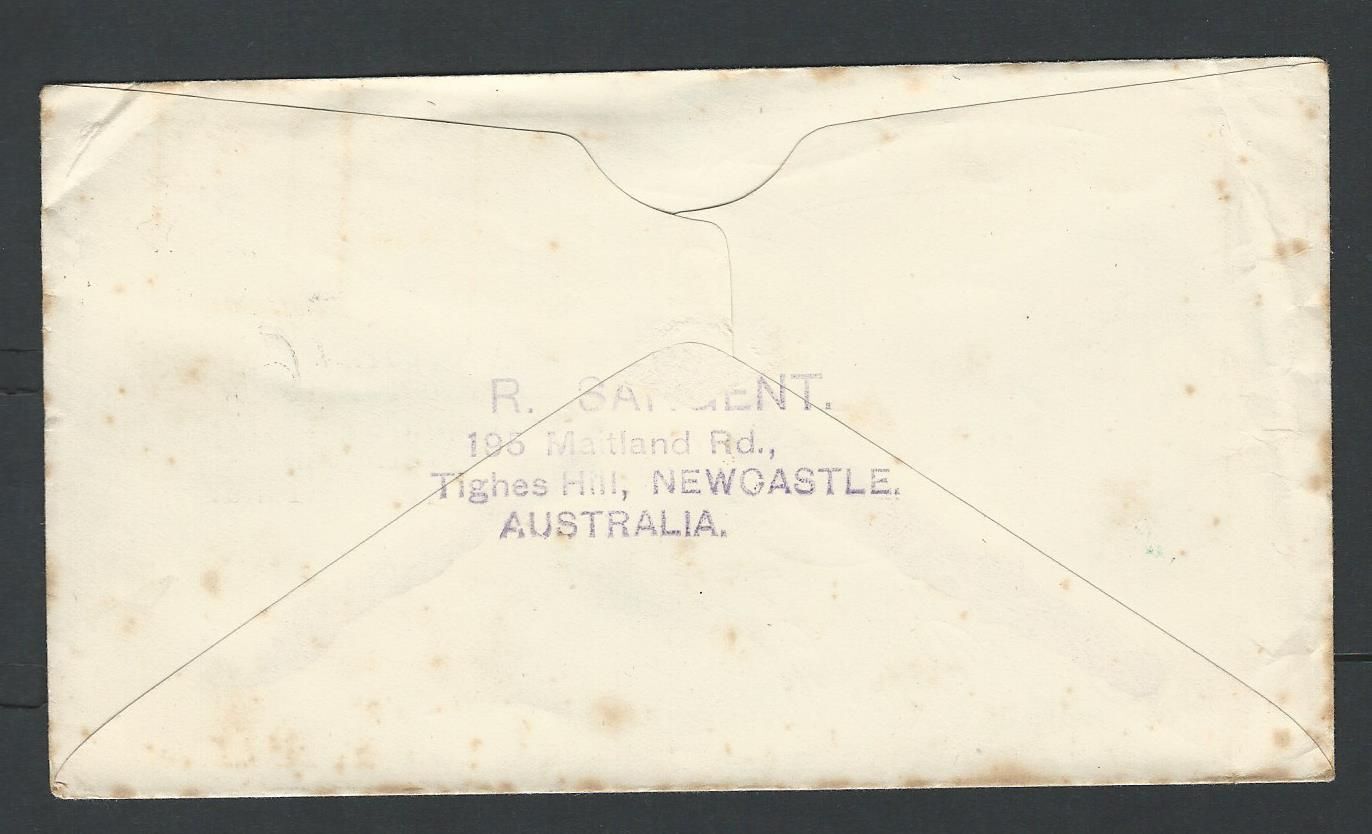 R. SARGENT.
195 Maitland Rd.,
Tighes Hill, NEWCASTLE.
AUSTRALIA.